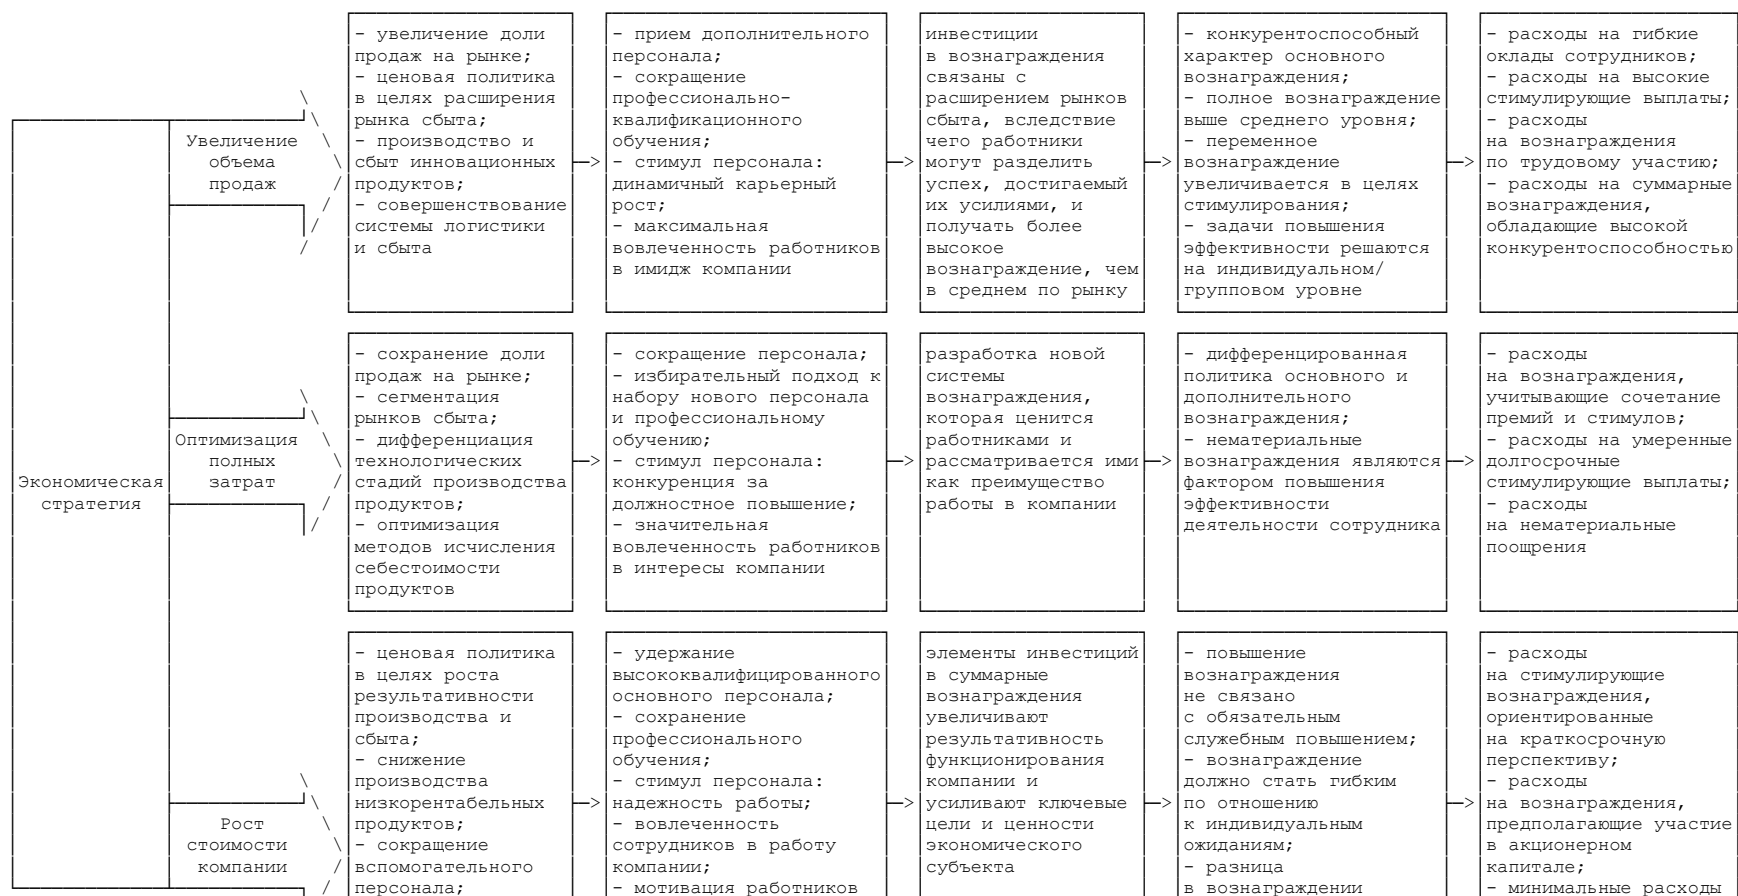 - увеличение доли
продаж на рынке;
- ценовая политика
в целях расширения
рынка сбыта;
- производство и
сбыт инновационных
продуктов;
- совершенствование
системы логистики
и сбыта
- прием дополнительного
персонала;
- сокращение
профессионально-
квалификационного
обучения;
- стимул персонала:
динамичный карьерный
рост;
- максимальная
вовлеченность работников
в имидж компании
инвестиции
в вознаграждения
связаны с
расширением рынков
сбыта, вследствие
чего работники
могут разделить
успех, достигаемый
их усилиями, и
получать более
высокое
вознаграждение, чем
в среднем по рынку
- конкурентоспособный
характер основного
вознаграждения;
- полное вознаграждение
выше среднего уровня;
- переменное
вознаграждение
увеличивается в целях
стимулирования;
- задачи повышения
эффективности решаются
на индивидуальном/
групповом уровне
- расходы на гибкие
оклады сотрудников;
- расходы на высокие
стимулирующие выплаты;
- расходы
на вознаграждения
по трудовому участию;
- расходы на суммарные
вознаграждения,
обладающие высокой
конкурентоспособностью
Увеличение
объема
продаж
Экономическая
стратегия
Оптимизация
полных
затрат
- сохранение доли
продаж на рынке;
- сегментация
рынков сбыта;
- дифференциация
технологических
стадий производства
продуктов;
- оптимизация
методов исчисления
себестоимости
продуктов
- сокращение персонала;
- избирательный подход к
набору нового персонала
и профессиональному
обучению;
- стимул персонала:
конкуренция за
должностное повышение;
- значительная
вовлеченность работников
в интересы компании
разработка новой
системы
вознаграждения,
которая ценится
работниками и
рассматривается ими
как преимущество
работы в компании
- дифференцированная
политика основного и
дополнительного
вознаграждения;
- нематериальные
вознаграждения являются
фактором повышения
эффективности
деятельности сотрудника
- расходы
на вознаграждения,
учитывающие сочетание
премий и стимулов;
- расходы на умеренные
долгосрочные
стимулирующие выплаты;
- расходы
на нематериальные
поощрения
Рост
стоимости
компании
- ценовая политика
в целях роста
результативности
производства и
сбыта;
- снижение
производства
низкорентабельных
продуктов;
- сокращение
вспомогательного
персонала;
- удержание
высококвалифицированного
основного персонала;
- сохранение
профессионального
обучения;
- стимул персонала:
надежность работы;
- вовлеченность
сотрудников в работу
компании;
- мотивация работников
элементы инвестиций
в суммарные
вознаграждения
увеличивают
результативность
функционирования
компании и
усиливают ключевые
цели и ценности
экономического
субъекта
- повышение
вознаграждения
не связано
с обязательным
служебным повышением;
- вознаграждение
должно стать гибким
по отношению
к индивидуальным
ожиданиям;
- разница
в вознаграждении
- расходы
на стимулирующие
вознаграждения,
ориентированные
на краткосрочную
перспективу;
- расходы
на вознаграждения,
предполагающие участие
в акционерном
капитале;
- минимальные расходы